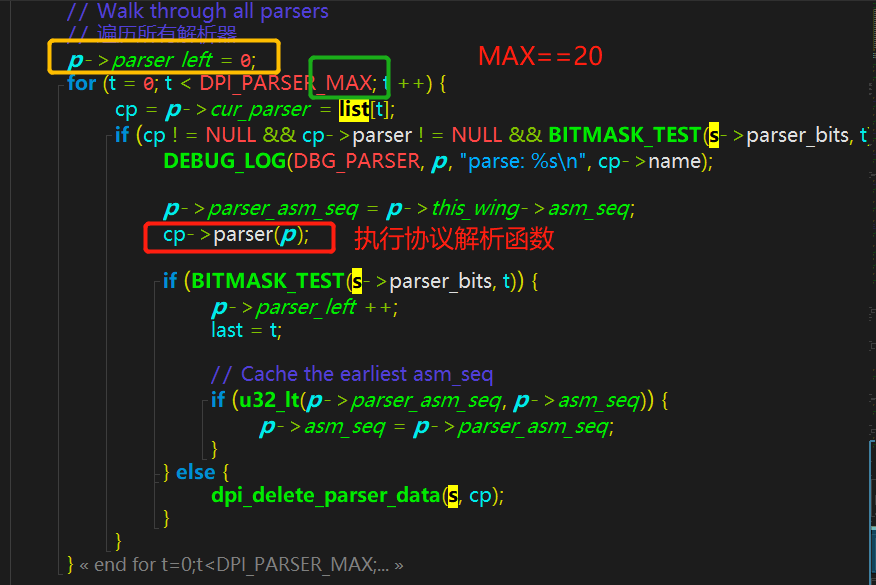 // Walk through all parsers
// 遍历所有解析器
p->parser_left = 0;
MAX==20
for (t = 0; t < DPI_PARSER_MAX; t ++) {
cp = p->cur_parser = list[t];
if (cp != NULL && cp->parser != NULL && BITMASK_TEST(s->parser_bits, t
DEBUG_LOG(DBG_PARSER, p, "parse: %s\n", cp->name);
p->parser_asm_seq = p->this_wing->asm_seq;
cp->parser(p); 执行协议解析函数
if (BITMASK_TEST(s->parser_bits, t)) {
p->parser_left ++;
last = t;
// Cache the earliest asm_seq
if (u32_lt(p->parser_asm_seq, p->asm_seq)) {
p->asm_seq = p->parser_asm_seq;
}
} else {
dpi_delete_parser_data(s, cp);
}
}
} « end for t=0;t<DPI_PARSER_MAX;... »